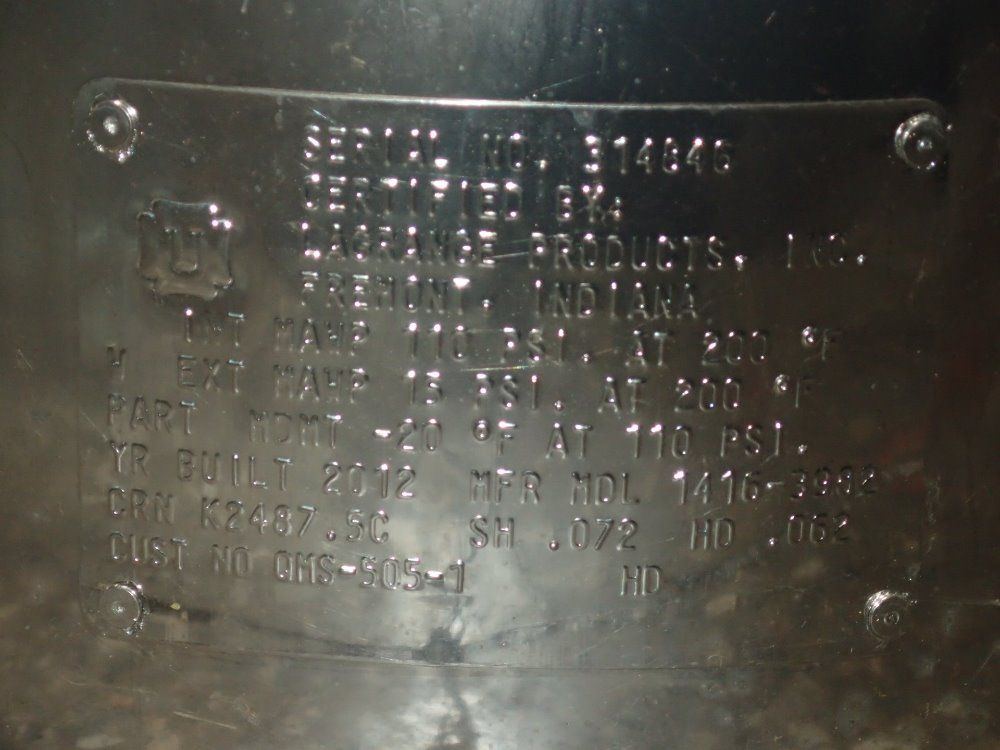 SERIAL NO. 314846
CERTIFIED BY:
U
LAGRANGE PRODUCTS, INC.
FREMONT, INDIANA
INT MAWP 110 PSI. AT 200 °F
W EXT MAWP 15 PSI. AT 200 °F
PART MDMT -20 °F AT 110 PSI.
YR BUILT 2012 MFR MDL 1416-3982
CRN K2487.5C SH .072 HD .062
CUST NO QMS-505-1 HD